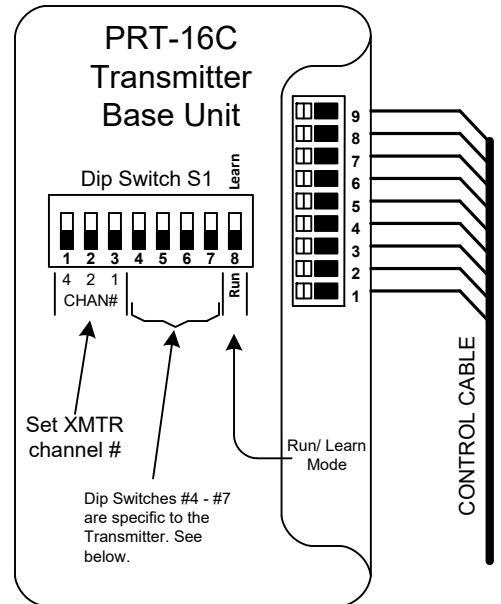 PRT-16C
Transmitter
Base Unit
Dip Switch S1
Learn
1 2 3 4 5 6 7 8
4 2 1
CHAN#
Run
Set XMTR
channel #
Dip Switches #4 - #7
are specific to the
Transmitter. See
below.
Run/ Learn
Mode
9
8
7
6
5
4
3
2
1
CONTROL CABLE